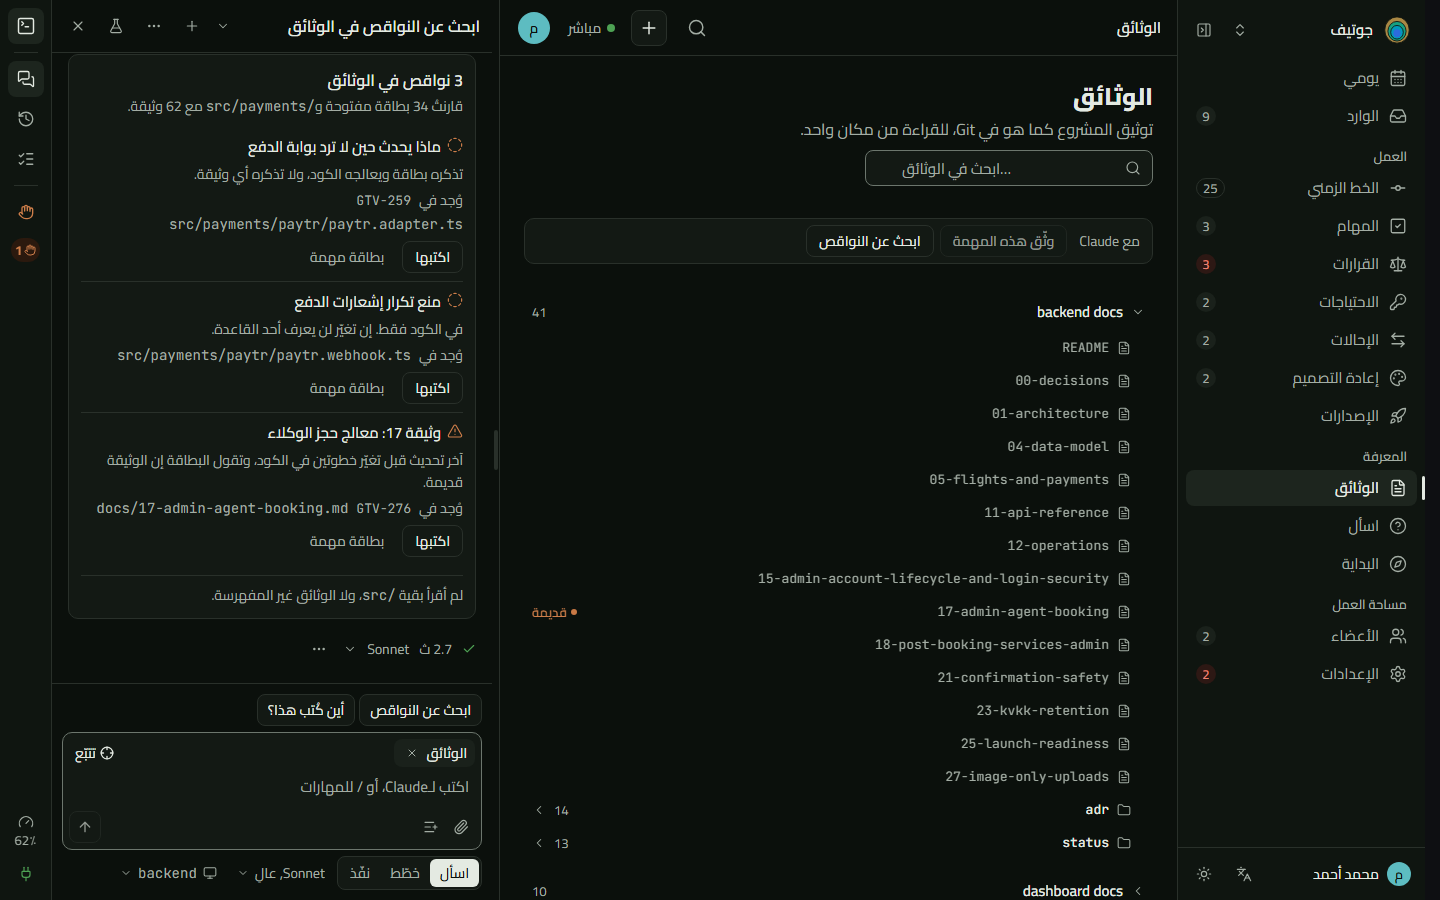 جوتيف
يومي
الوارد 9
العمل
الخط الزمني 25
المهام 3
القرارات 3
الاحتياجات 2
الإحالات 2
إعادة التصميم 2
الإصدارات
المعرفة
الوثائق
اسأل
البداية
مساحة العمل
الأعضاء 2
الإعدادات 2
م محمد أحمد
الوثائق
مباشر
م
الوثائق
توثيق المشروع كما هو في Git، للقراءة من مكان واحد.
ابحث في الوثائق...
مع Claude وثّق هذه المهمة ابحث عن النواقص
backend docs 41
README
00-decisions
01-architecture
04-data-model
05-flights-and-payments
11-api-reference
12-operations
15-admin-account-lifecycle-and-login-security
17-admin-agent-booking قديمة
18-post-booking-services-admin
21-confirmation-safety
23-kvkk-retention
25-launch-readiness
27-image-only-uploads
adr 14
status 13
dashboard docs 10
ابحث عن النواقص في الوثائق
3 نواقص في الوثائق
قارنتُ 34 بطاقة مفتوحة و/src/payments مع 62 وثيقة.
ماذا يحدث حين لا ترد بوابة الدفع
تذكره بطاقة ويعالجه الكود، ولا تذكره أي وثيقة.
وُجد في GTV-259
src/payments/paytr/paytr.adapter.ts
اكتبها بطاقة مهمة
منع تكرار إشعارات الدفع
في الكود فقط. إن تغيّر لن يعرف أحد القاعدة.
وُجد في src/payments/paytr/paytr.webhook.ts
اكتبها بطاقة مهمة
وثيقة 17: معالج حجز الوكلاء
آخر تحديث قبل تغيّر خطوتين في الكود، وتقول البطاقة إن الوثيقة
قديمة.
وُجد في docs/17-admin-agent-booking.md GTV-276
اكتبها بطاقة مهمة
لم أقرأ بقية /src، ولا الوثائق غير المفهرسة.
2.7 ث Sonnet
ابحث عن النواقص أين كُتب هذا؟
الوثائق تتبّع
اكتب لـClaude، أو / للمهارات
اسأل خطّط نفّذ Sonnet, عالٍ backend
1
62٪